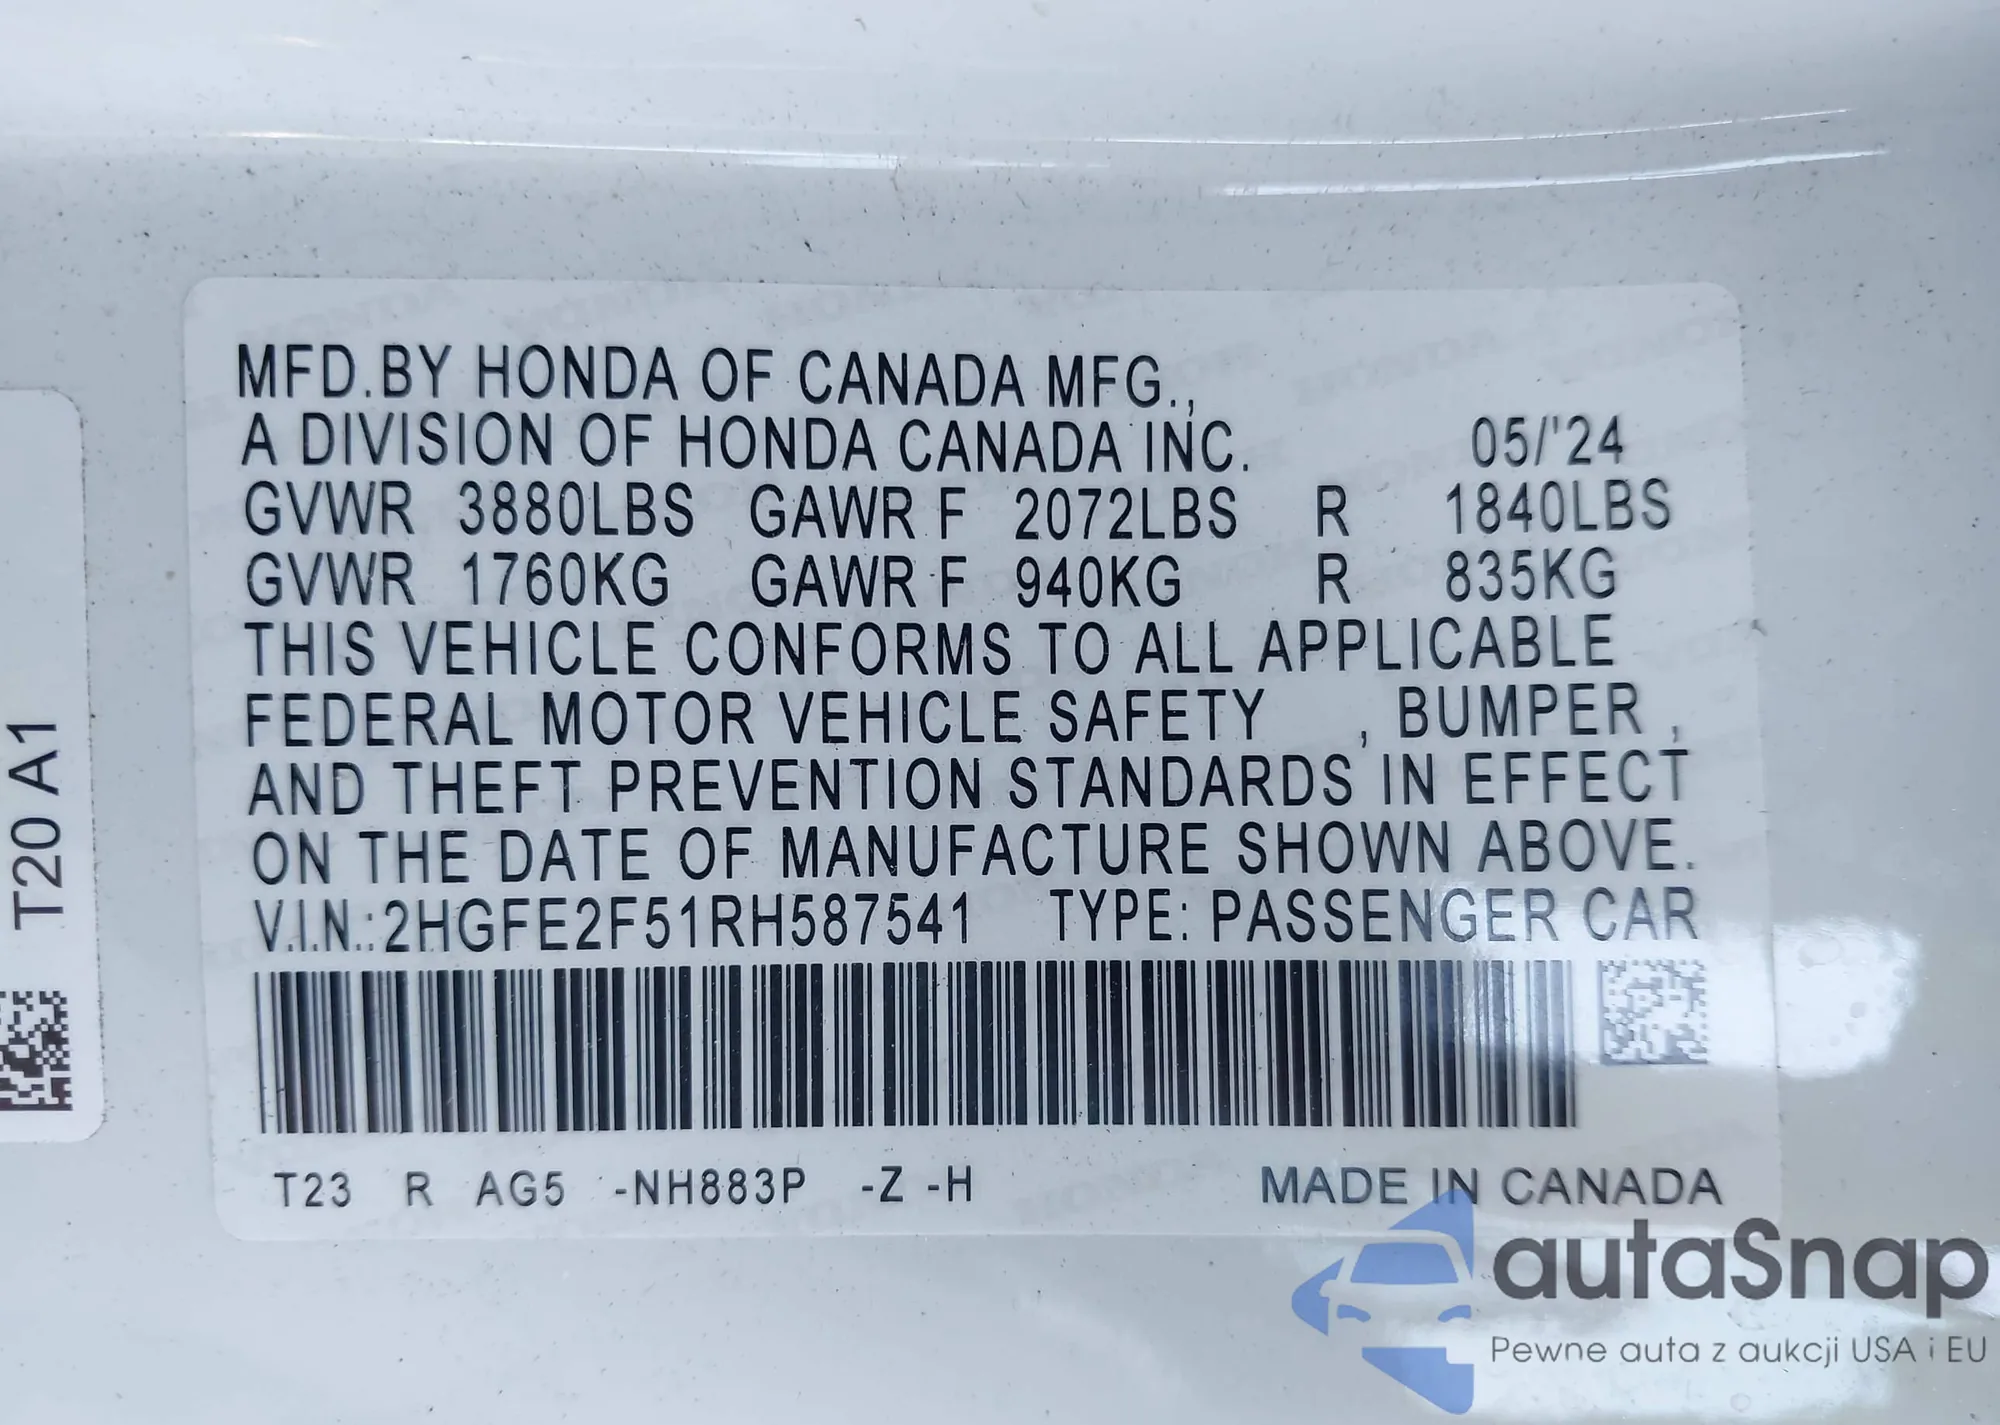 MFD.BY HONDA OF CANADA MFG.,
A DIVISION OF HONDA CANADA INC. 05/'24
GVWR 3880LBS GAWR F 2072LBS R 1840LBS
GVWR 1760KG GAWR F 940KG R 835KG
THIS VEHICLE CONFORMS TO ALL APPLICABLE
FEDERAL MOTOR VEHICLE SAFETY , BUMPER ,
AND THEFT PREVENTION STANDARDS IN EFFECT
ON THE DATE OF MANUFACTURE SHOWN ABOVE.
V.I.N.:2HGFE2F51RH587541 TYPE: PASSENGER CAR
T23 R AG5 -NH883P -Z -H MADE IN CANADA
T20 A1
autaSnap
Pewne auta z aukcji USA i EU